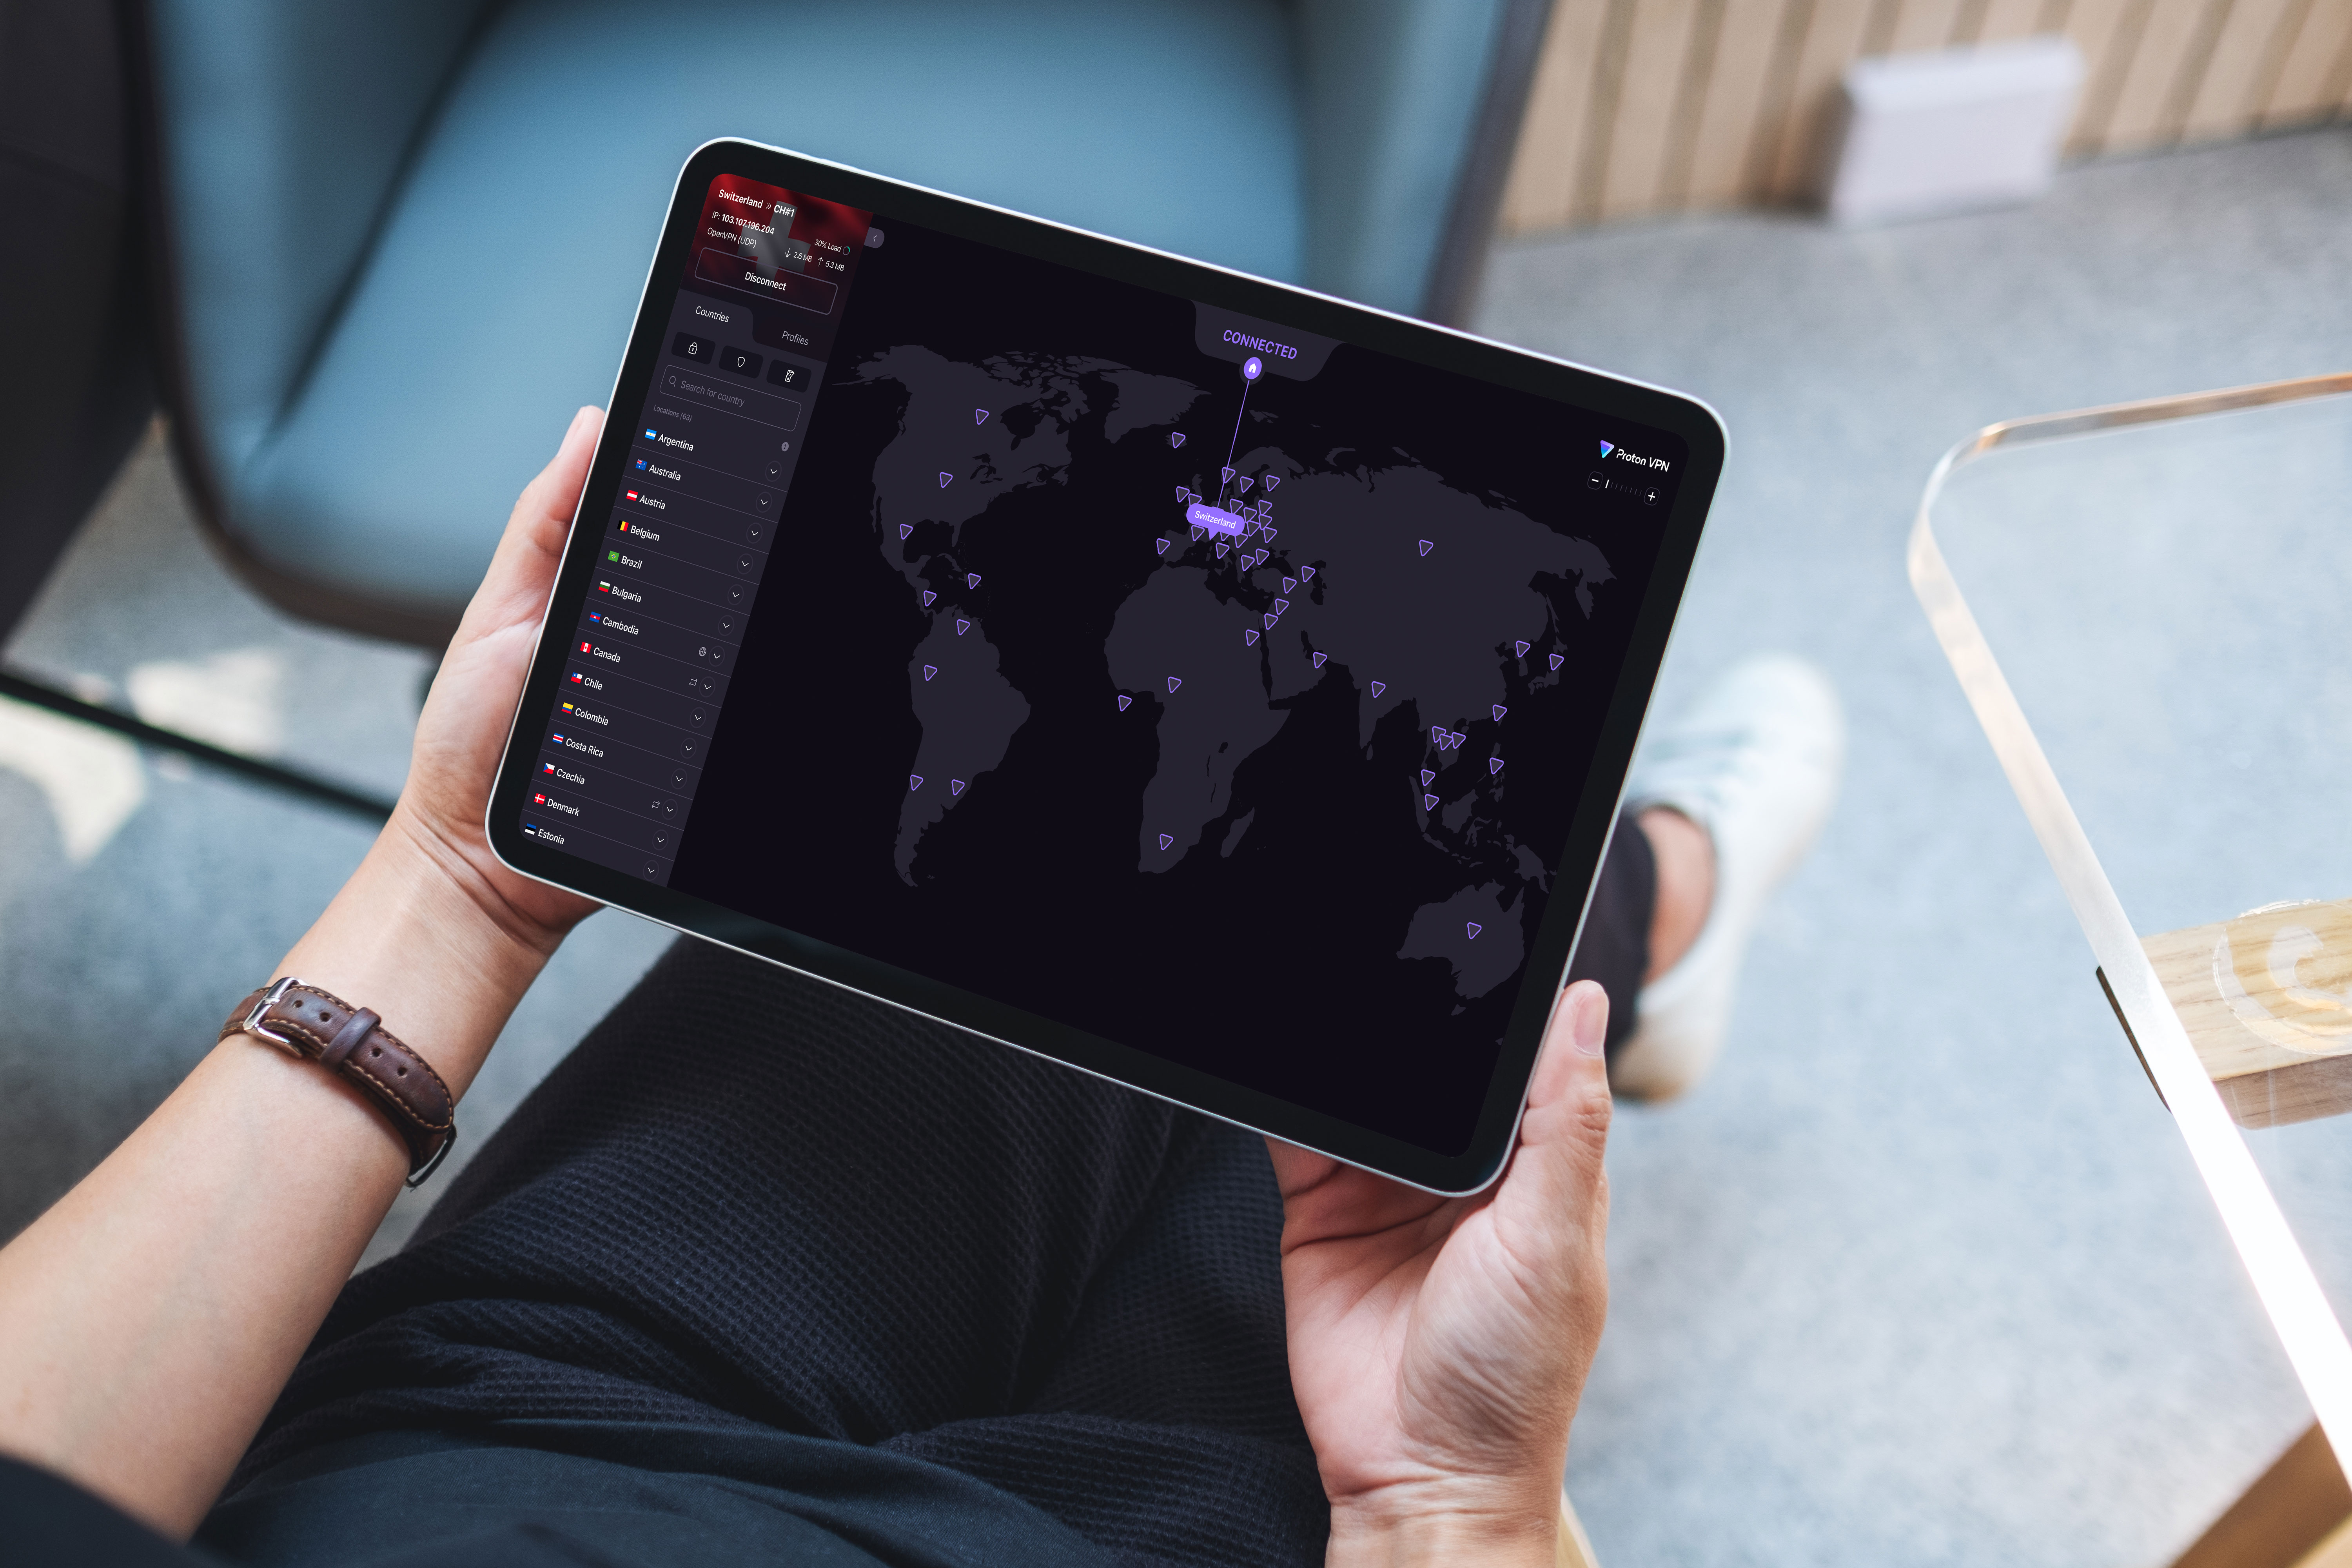 Switzerland » CH#1
IP: 103.107.196.204
OpenVPN (UDP)
30% Load
↓ 2.6 MB ↑ 5.3 MB
Disconnect
Countries
Profiles
Search for country
Locations (63)
Argentina
Australia
Austria
Belgium
Brazil
Bulgaria
Cambodia
Canada
Chile
Colombia
Costa Rica
Czechia
Denmark
Estonia
CONNECTED
Switzerland
Proton VPN